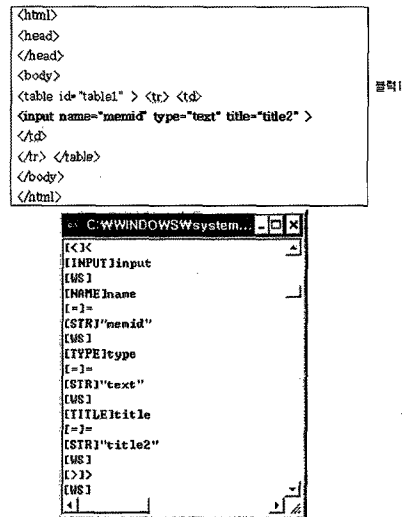 <html>
<head>
</head>
<body>
<table id="table1" > <tr> <td>
<input name="memid" type="text" title="title2" >
</td>
</tr> </table>
</body>
</html>
C:\WINDOWS\system...
[<]<
[INPUT]input
[WS]
[NAME]name
[=]=
[STR]"memid"
[WS]
[TYPE]type
[=]=
[STR]"text"
[WS]
[TITLE]title
[=]=
[STR]"title2"
[WS]
[>]>
[WS]